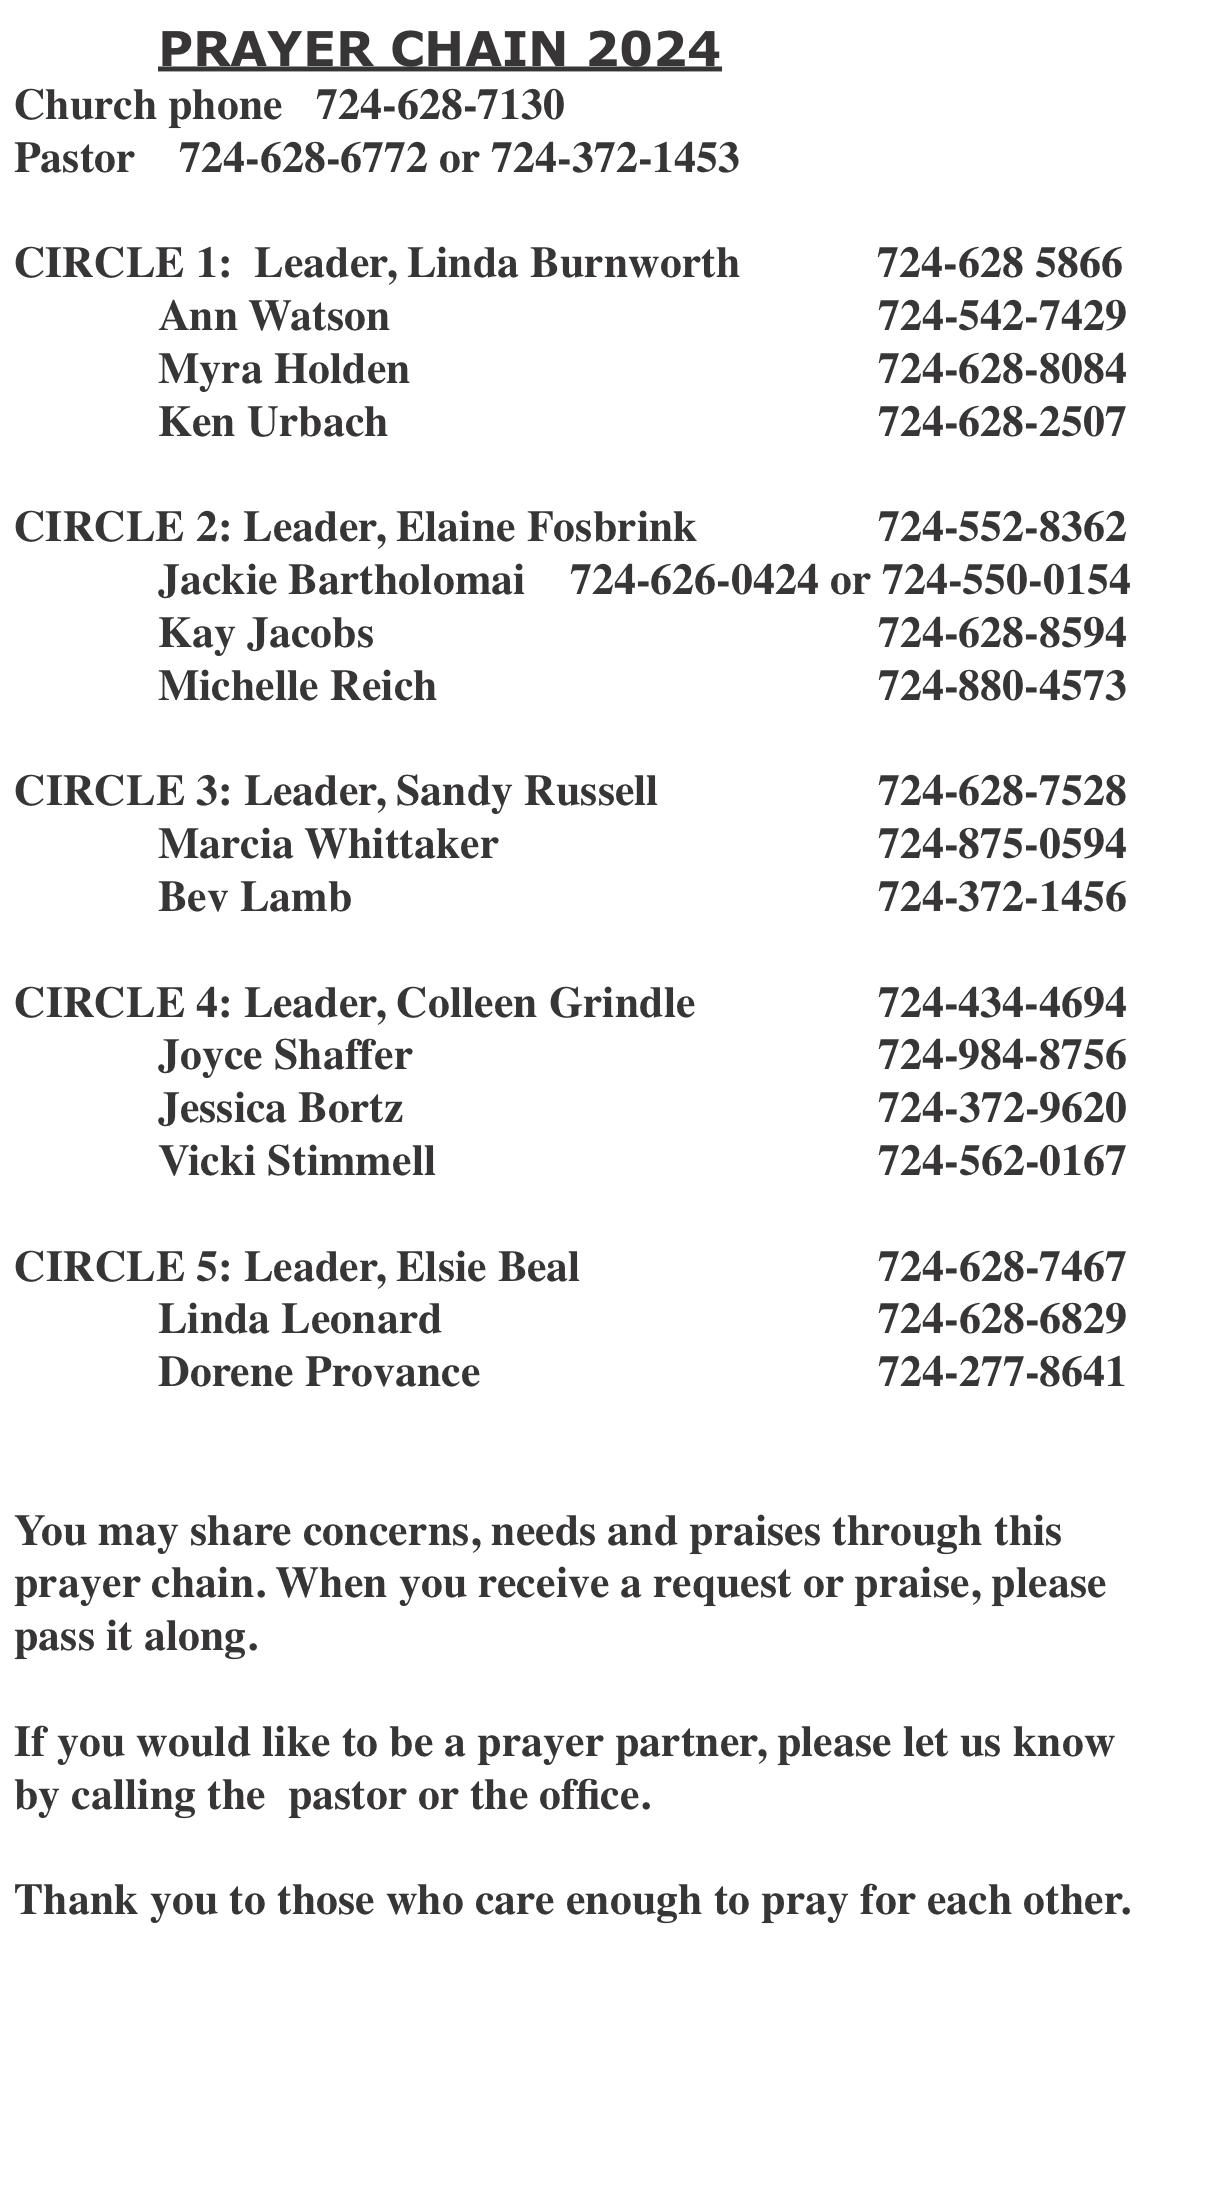 PRAYER CHAIN 2024
Church phone 724-628-7130
Pastor 724-628-6772 or 724-372-1453
CIRCLE 1: Leader, Linda Burnworth 724-628 5866
Ann Watson 724-542-7429
Myra Holden 724-628-8084
Ken Urbach 724-628-2507
CIRCLE 2: Leader, Elaine Fosbrink 724-552-8362
Jackie Bartholomai 724-626-0424 or 724-550-0154
Kay Jacobs 724-628-8594
Michelle Reich 724-880-4573
CIRCLE 3: Leader, Sandy Russell 724-628-7528
Marcia Whittaker 724-875-0594
Bev Lamb 724-372-1456
CIRCLE 4: Leader, Colleen Grindle 724-434-4694
Joyce Shaffer 724-984-8756
Jessica Bortz 724-372-9620
Vicki Stimmell 724-562-0167
CIRCLE 5: Leader, Elsie Beal 724-628-7467
Linda Leonard 724-628-6829
Dorene Provance 724-277-8641
You may share concerns, needs and praises through this
prayer chain. When you receive a request or praise, please
pass it along.
If you would like to be a prayer partner, please let us know
by calling the pastor or the office.
Thank you to those who care enough to pray for each other.